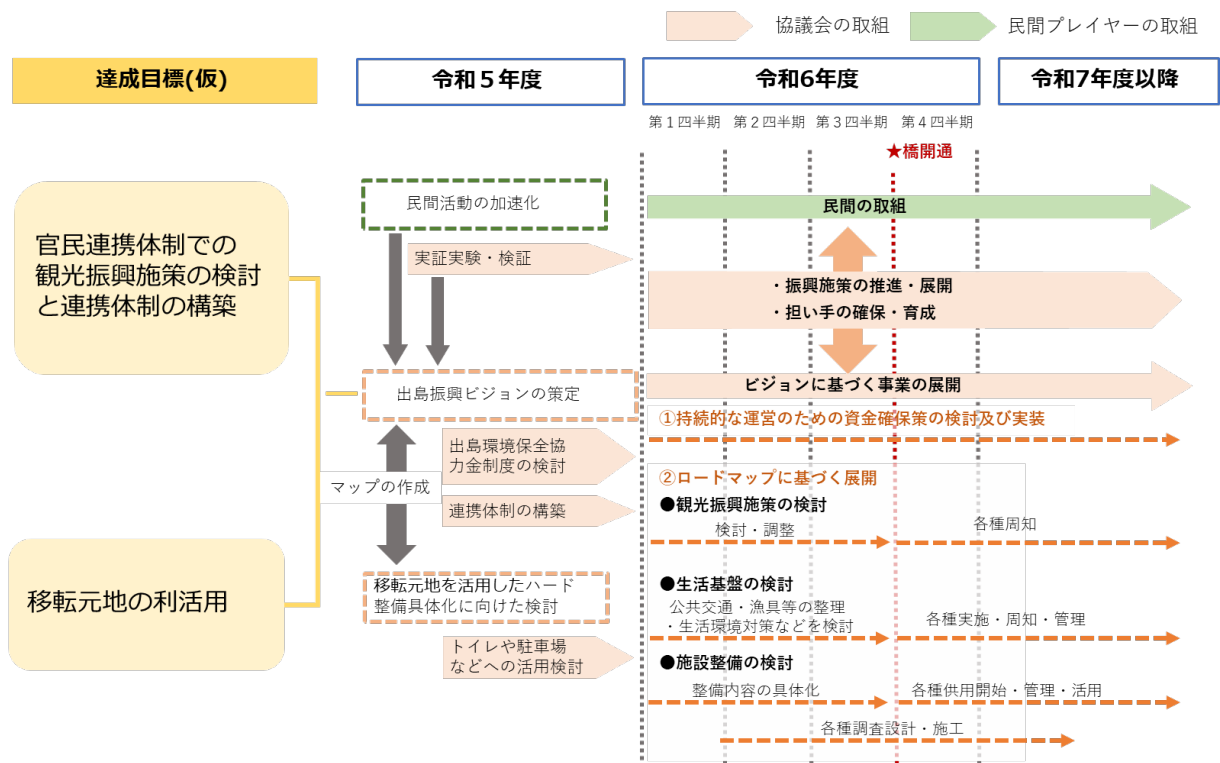 協議会の取組
民間プレイヤーの取組
達成目標(仮)
令和５年度
令和6年度
令和7年度以降
第１四半期
第２四半期
第３四半期
第４四半期
★橋開通
官民連携体制での
観光振興施策の検討
と連携体制の構築
移転元地の利活用
民間活動の加速化
実証実験・検証
出島振興ビジョンの策定
出島環境保全協
力金制度の検討
マップの作成
連携体制の構築
移転元地を活用したハード
整備具体化に向けた検討
トイレや駐車場
などへの活用検討
民間の取組
・振興施策の推進・展開
・担い手の確保・育成
ビジョンに基づく事業の展開
①持続的な運営のための資金確保策の検討及び実装
②ロードマップに基づく展開
●観光振興施策の検討
検討・調整
各種周知
●生活基盤の検討
公共交通・漁具等の整理
・生活環境対策などを検討
各種実施・周知・管理
●施設整備の検討
整備内容の具体化
各種供用開始・管理・活用
各種調査設計・施工